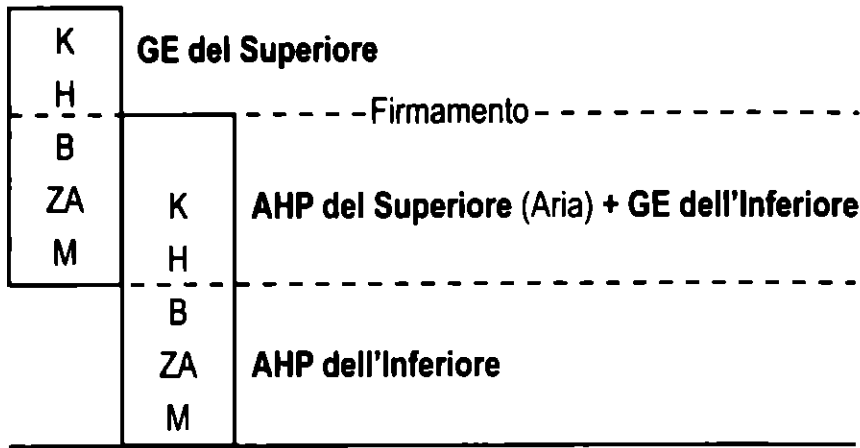 K GE del Superiore
H
Firmamento
B
ZA K AHP del Superiore (Aria) + GE dell'Inferiore
M H
B
ZA AHP dell'Inferiore
M